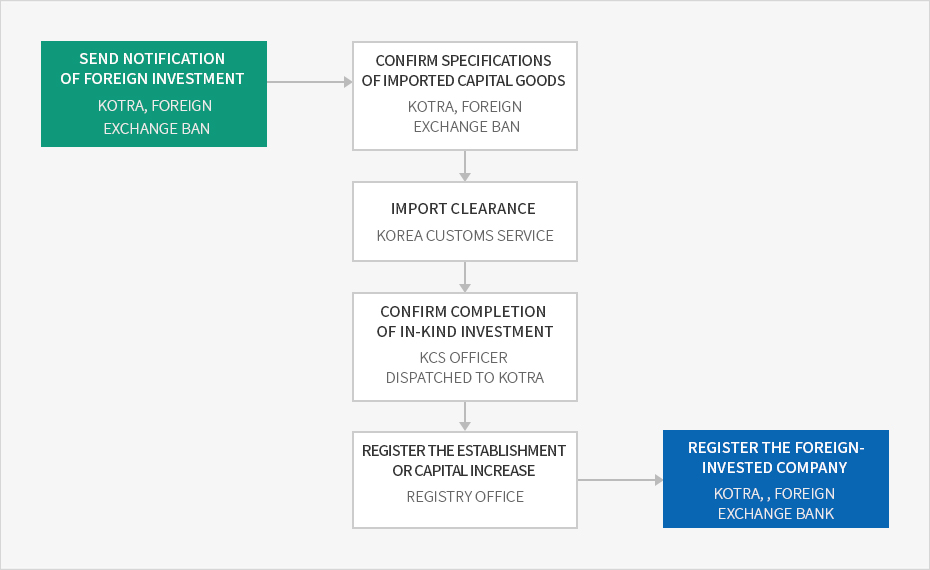 SEND NOTIFICATION
OF FOREIGN INVESTMENT
KOTRA, FOREIGN
EXCHANGE BAN
CONFIRM SPECIFICATIONS
OF IMPORTED CAPITAL GOODS
KOTRA, FOREIGN
EXCHANGE BAN
IMPORT CLEARANCE
KOREA CUSTOMS SERVICE
CONFIRM COMPLETION
OF IN-KIND INVESTMENT
KCS OFFICER
DISPATCHED TO KOTRA
REGISTER THE ESTABLISHMENT
OR CAPITAL INCREASE
REGISTRY OFFICE
REGISTER THE FOREIGN-
INVESTED COMPANY
KOTRA, , FOREIGN
EXCHANGE BANK